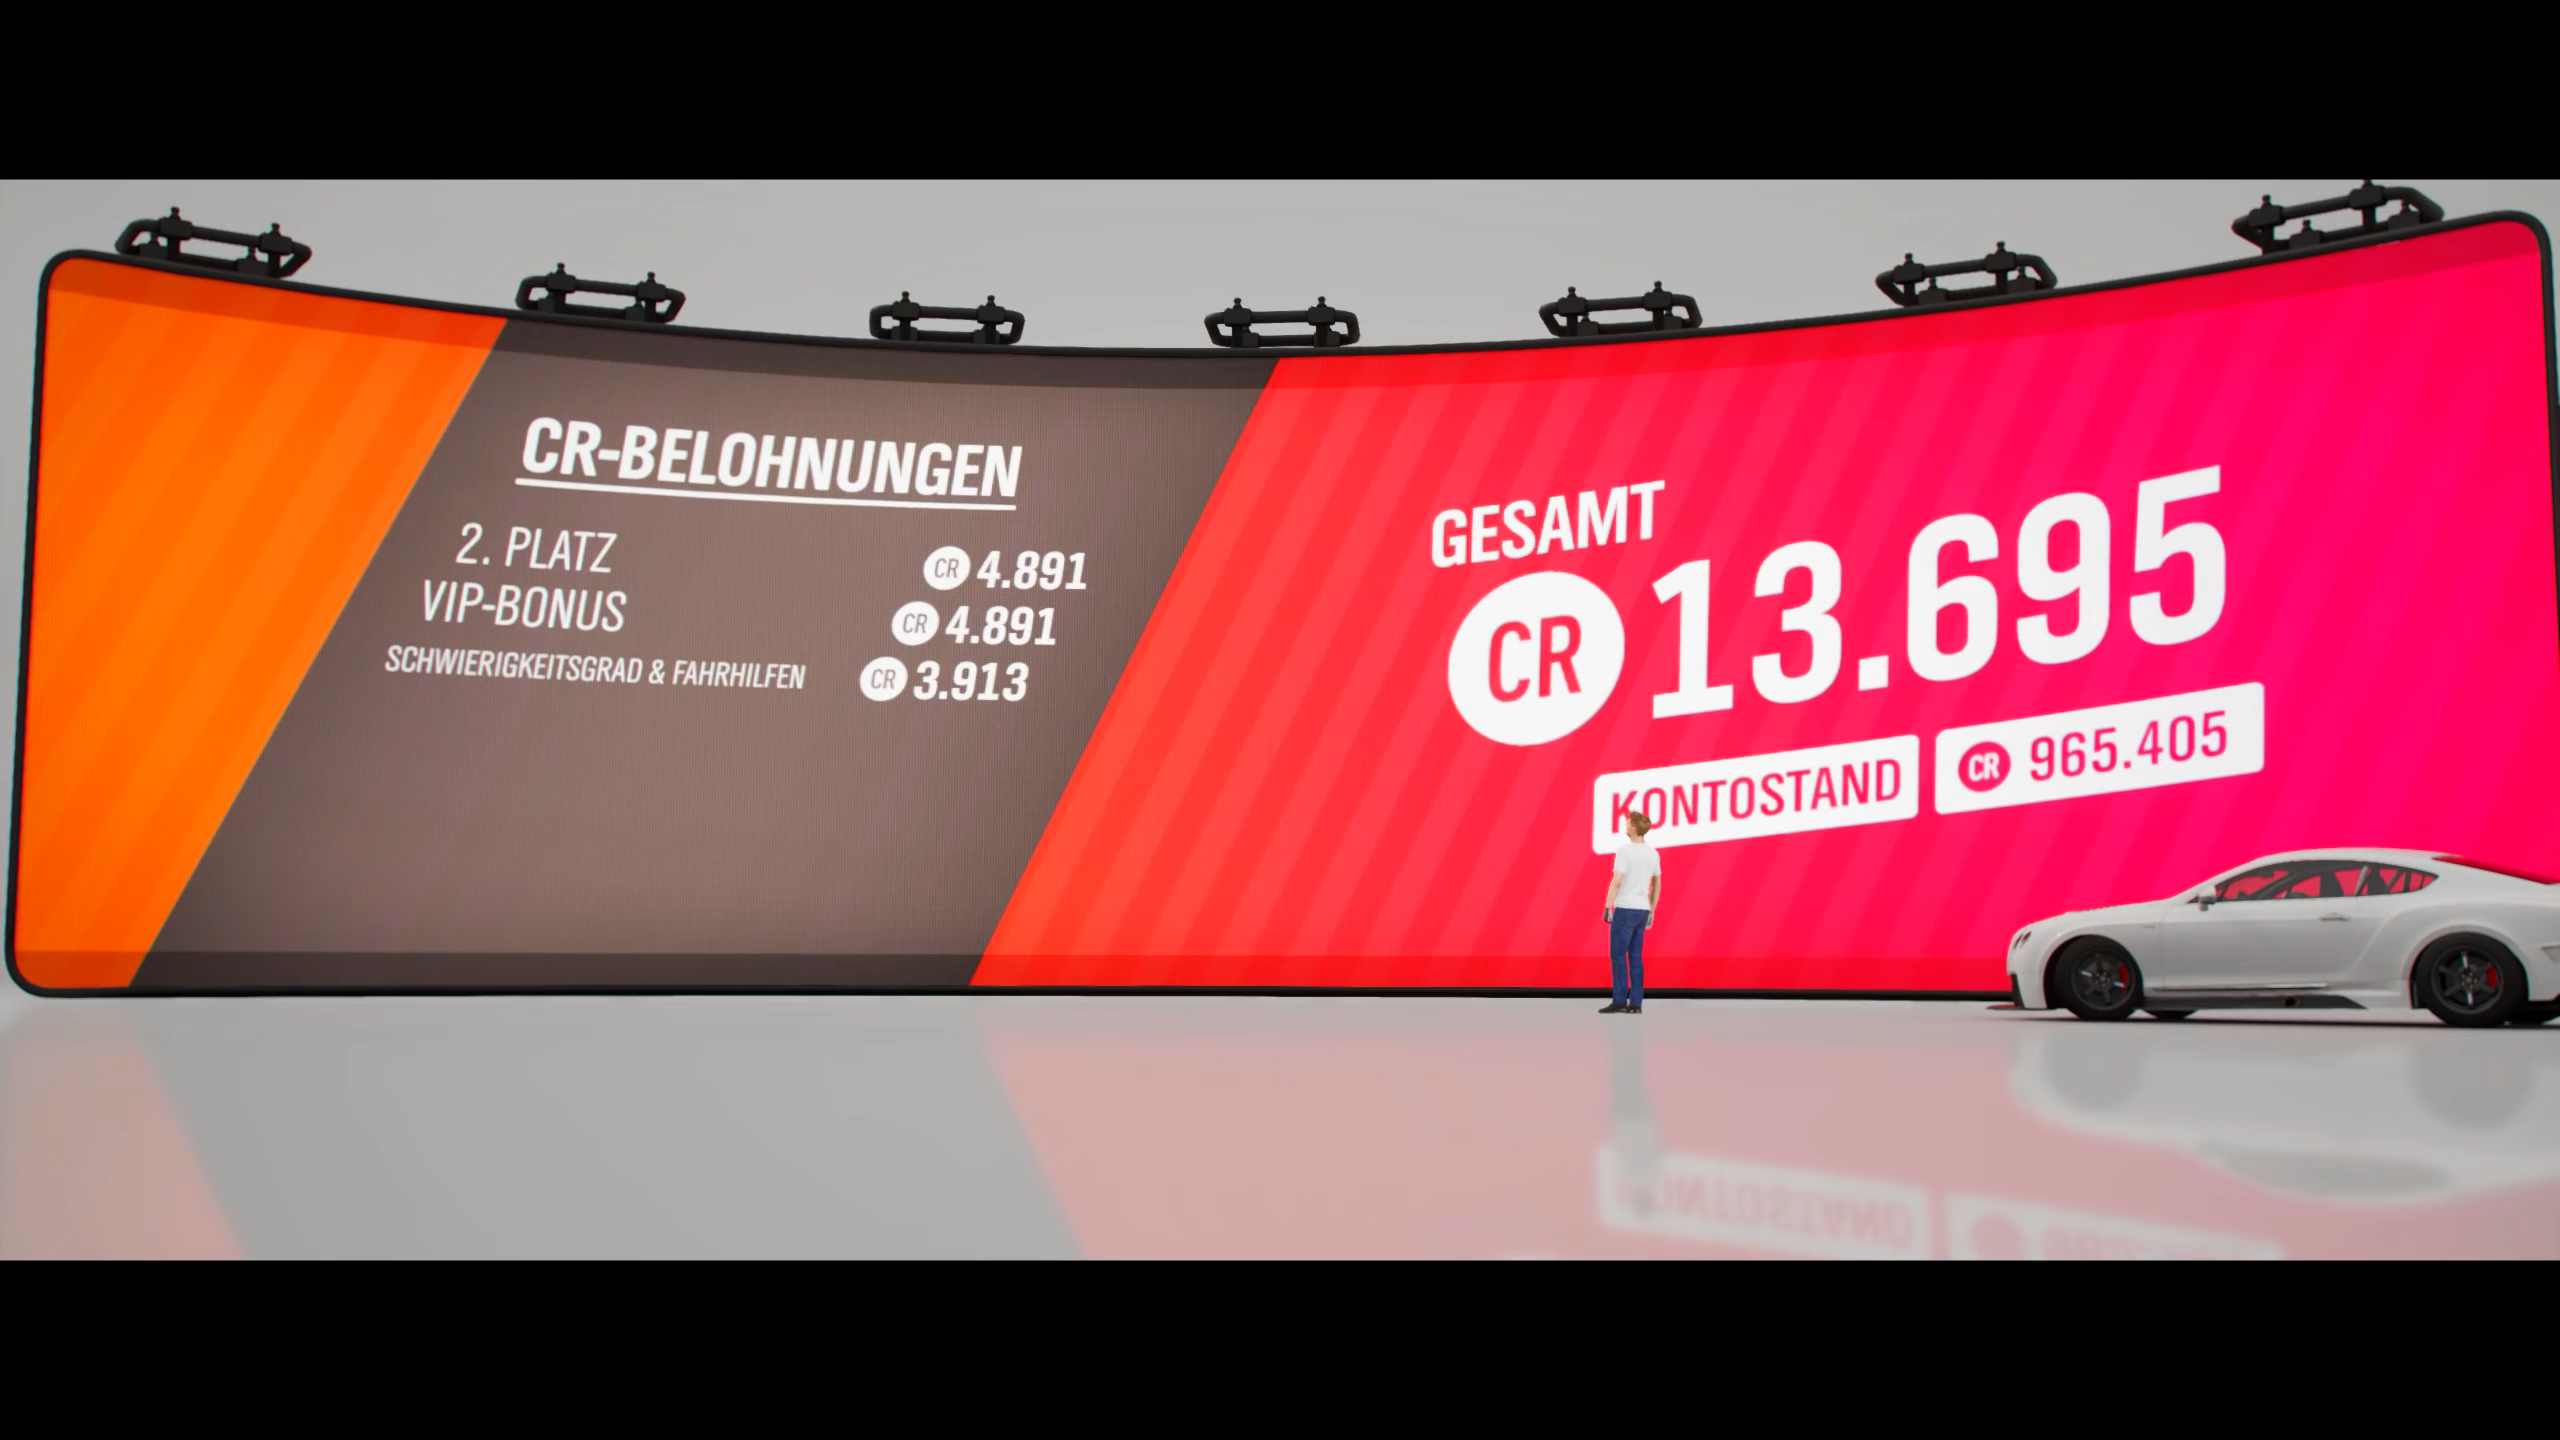 CR-BELOHNUNGEN
2. PLATZ CR 4.891
VIP-BONUS CR 4.891
SCHWIERIGKEITSGRAD & FAHRHILFEN CR 3.913
GESAMT
CR 13.695
KONTOSTAND CR 965.405